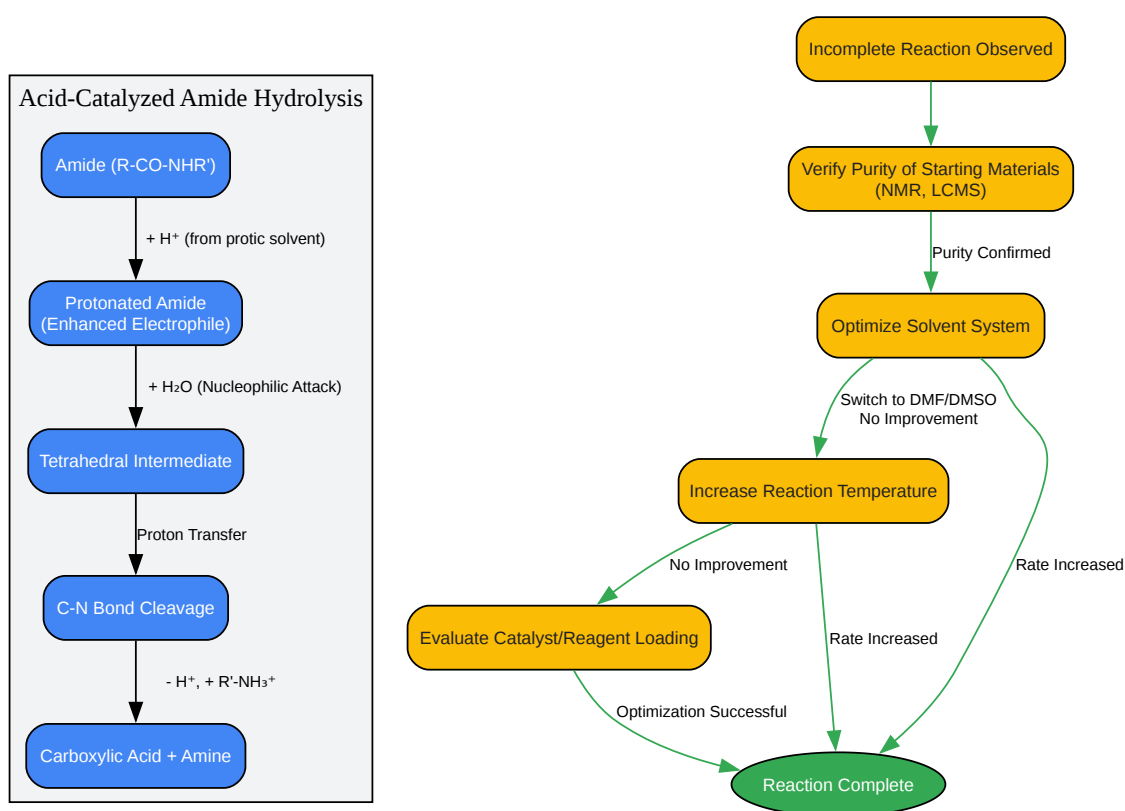 Acid-Catalyzed Amide Hydrolysis
Amide (R-CO-NHR')
+ H⁺ (from protic solvent)
Protonated Amide
(Enhanced Electrophile)
+ H₂O (Nucleophilic Attack)
Tetrahedral Intermediate
Proton Transfer
C-N Bond Cleavage
- H⁺, + R'-NH₃⁺
Carboxylic Acid + Amine
Incomplete Reaction Observed
Verify Purity of Starting Materials
(NMR, LCMS)
Purity Confirmed
Optimize Solvent System
Switch to DMF/DMSO
No Improvement
Increase Reaction Temperature
No Improvement
Rate Increased
Evaluate Catalyst/Reagent Loading
Rate Increased
Optimization Successful
Reaction Complete